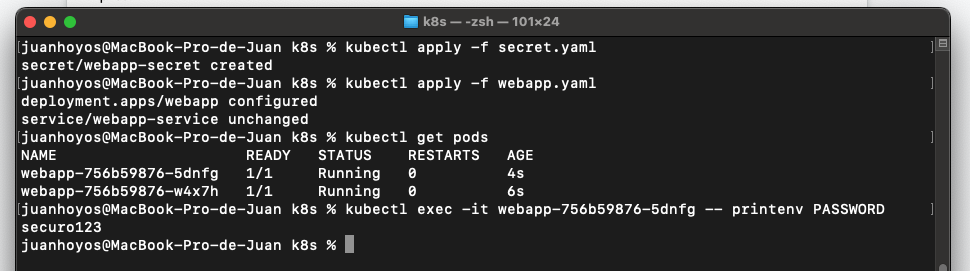 k8s — -zsh — 101×24
juanhoyos@MacBook-Pro-de-Juan k8s % kubectl apply -f secret.yaml
secret/webapp-secret created
juanhoyos@MacBook-Pro-de-Juan k8s % kubectl apply -f webapp.yaml
deployment.apps/webapp configured
service/webapp-service unchanged
juanhoyos@MacBook-Pro-de-Juan k8s % kubectl get pods
NAME                     READY   STATUS    RESTARTS   AGE
webapp-756b59876-5dnfg   1/1     Running   0          4s
webapp-756b59876-w4x7h   1/1     Running   0          6s
juanhoyos@MacBook-Pro-de-Juan k8s % kubectl exec -it webapp-756b59876-5dnfg -- printenv PASSWORD
securo123
juanhoyos@MacBook-Pro-de-Juan k8s %